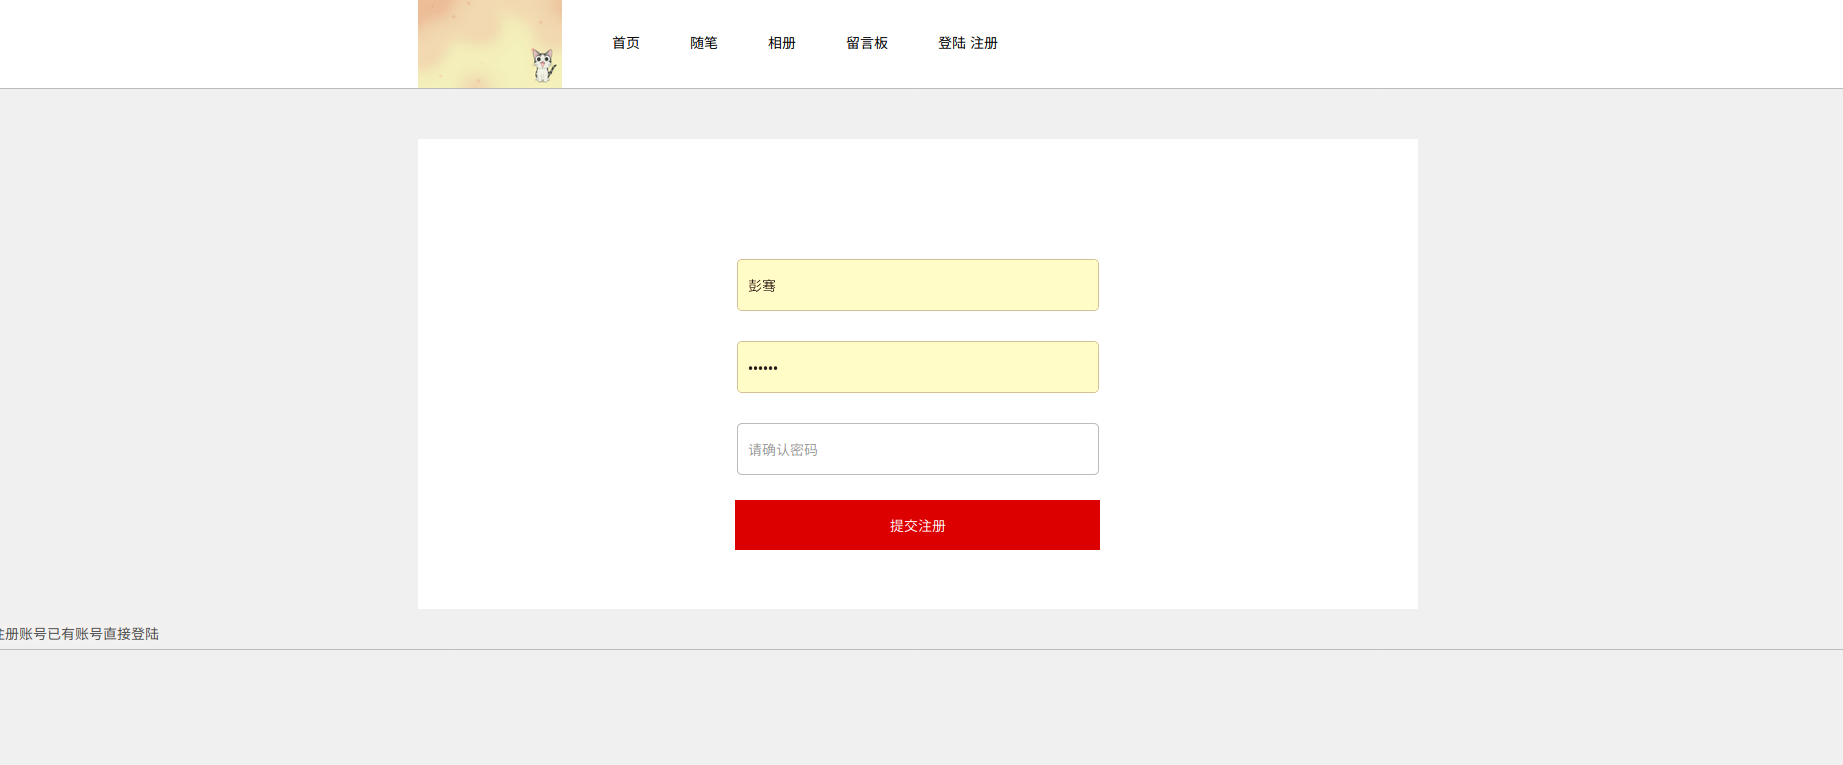 首页 随笔 相册 留言板 登陆 注册
彭骞
••••••
请确认密码
提交注册
册账号已有账号直接登陆